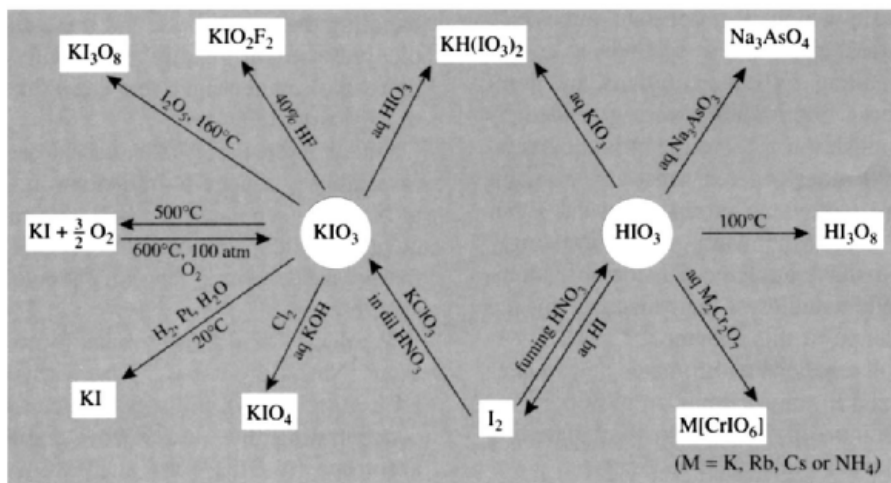 KI₃O₈
KIO₂F₂
KH(IO₃)₂
Na₃AsO₄
I₂O₅, 160°C
40% HF
aq HIO₃
aq KIO₃
aq Na₃AsO₃
KI + 3/2 O₂
500°C
600°C, 100 atm
O₂
KIO₃
HIO₃
100°C
HI₃O₈
H₂, Pt, H₂O
20°C
Cl₂
aq KOH
KClO₃
in dil HNO₃
fuming HNO₃
aq HI
aq M₂Cr₂O₇
KI
KIO₄
I₂
M[CrIO₆]
(M = K, Rb, Cs or NH₄)